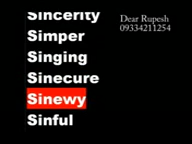 Sincerity
Simper
Singing
Sinecure
Sinewy
Sinful
Dear Rupesh
09334211254